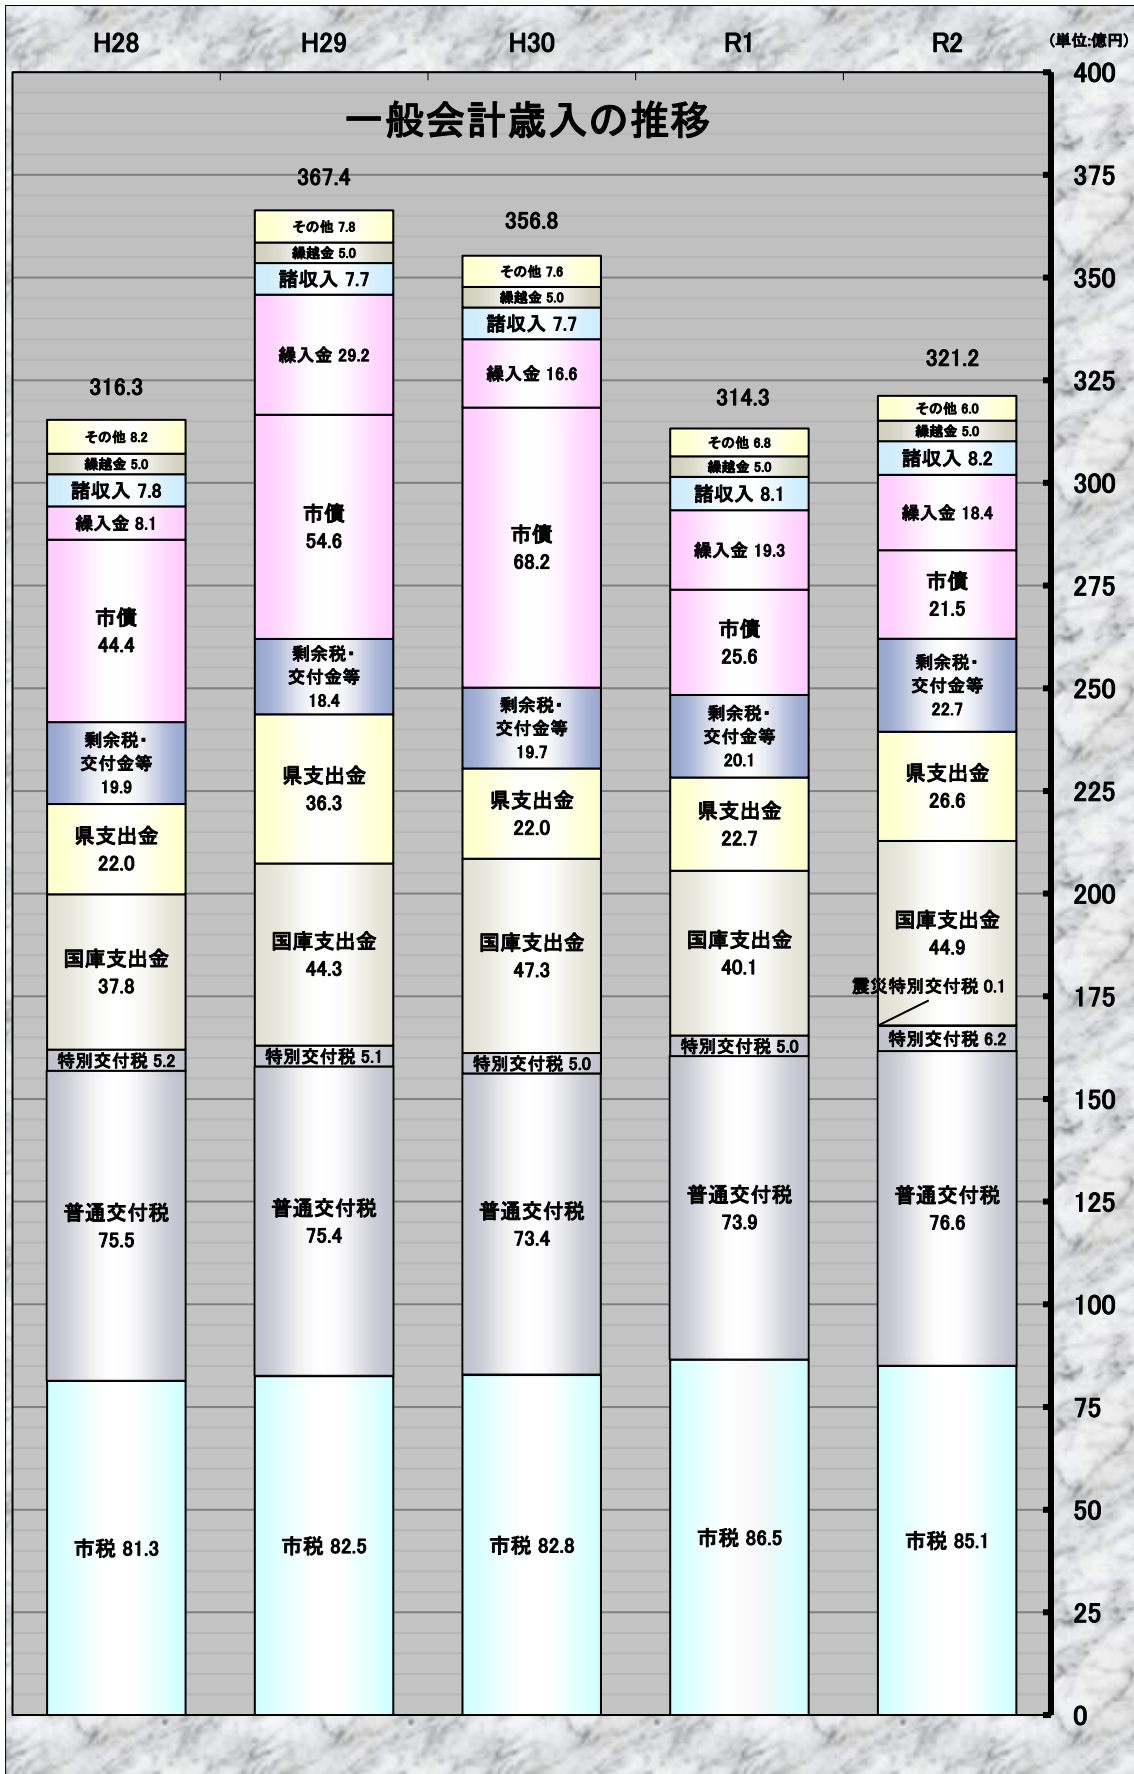 H28 H29 H30 R1 R2 (単位:億円)
一般会計歳入の推移
316.3
その他 8.2
繰越金 5.0
諸収入 7.8
繰入金 8.1
市債
44.4
剰余税・
交付金等
19.9
県支出金
22.0
国庫支出金
37.8
特別交付税 5.2
普通交付税
75.5
市税 81.3
367.4
その他 7.8
繰越金 5.0
諸収入 7.7
繰入金 29.2
市債
54.6
剰余税・
交付金等
18.4
県支出金
36.3
国庫支出金
44.3
特別交付税 5.1
普通交付税
75.4
市税 82.5
356.8
その他 7.6
繰越金 5.0
諸収入 7.7
繰入金 16.6
市債
68.2
剰余税・
交付金等
19.7
県支出金
22.0
国庫支出金
47.3
特別交付税 5.0
普通交付税
73.4
市税 82.8
314.3
その他 6.8
繰越金 5.0
諸収入 8.1
繰入金 19.3
市債
25.6
剰余税・
交付金等
20.1
県支出金
22.7
国庫支出金
40.1
特別交付税 5.0
普通交付税
73.9
市税 86.5
321.2
その他 6.0
繰越金 5.0
諸収入 8.2
繰入金 18.4
市債
21.5
剰余税・
交付金等
22.7
県支出金
26.6
国庫支出金
44.9
震災特別交付税 0.1
特別交付税 6.2
普通交付税
76.6
市税 85.1
400
375
350
325
300
275
250
225
200
175
150
125
100
75
50
25
0